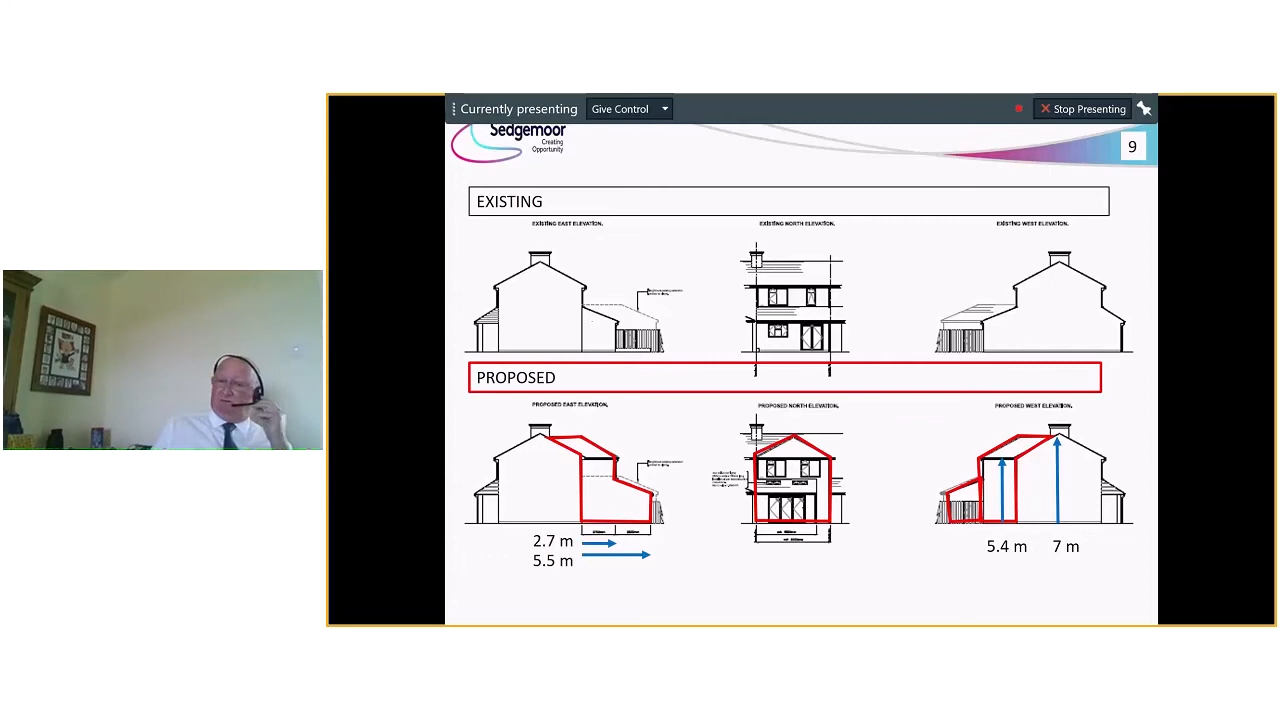 Currently presenting
Give Control
Stop Presenting
Sedgemoor
Creating
Opportunity
9
EXISTING
EXISTING EAST ELEVATION.
EXISTING NORTH ELEVATION.
EXISTING WEST ELEVATION.
PROPOSED
PROPOSED EAST ELEVATION.
PROPOSED NORTH ELEVATION.
PROPOSED WEST ELEVATION.
2.7 m
5.5 m
5.4 m
7 m